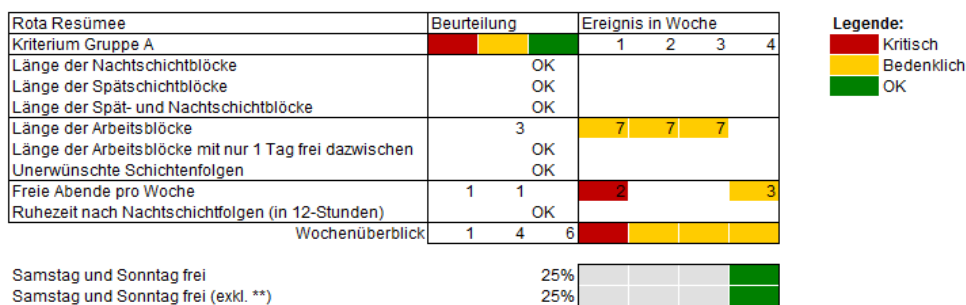 Rota Resümee Beurteilung Ereignis in Woche Legende:
Kriterium Gruppe A 1 2 3 4 Kritisch
Länge der Nachtschichtblöcke OK Bedenklich
Länge der Spätschichtblöcke OK OK
Länge der Spät- und Nachtschichtblöcke OK
Länge der Arbeitsblöcke 3 7 7 7
Länge der Arbeitsblöcke mit nur 1 Tag frei dazwischen OK
Unerwünschte Schichtenfolgen OK
Freie Abende pro Woche 1 1 2 3
Ruhezeit nach Nachtschichtfolgen (in 12-Stunden) OK
Wochenüberblick 1 4 6
Samstag und Sonntag frei 25%
Samstag und Sonntag frei (exkl. **) 25%